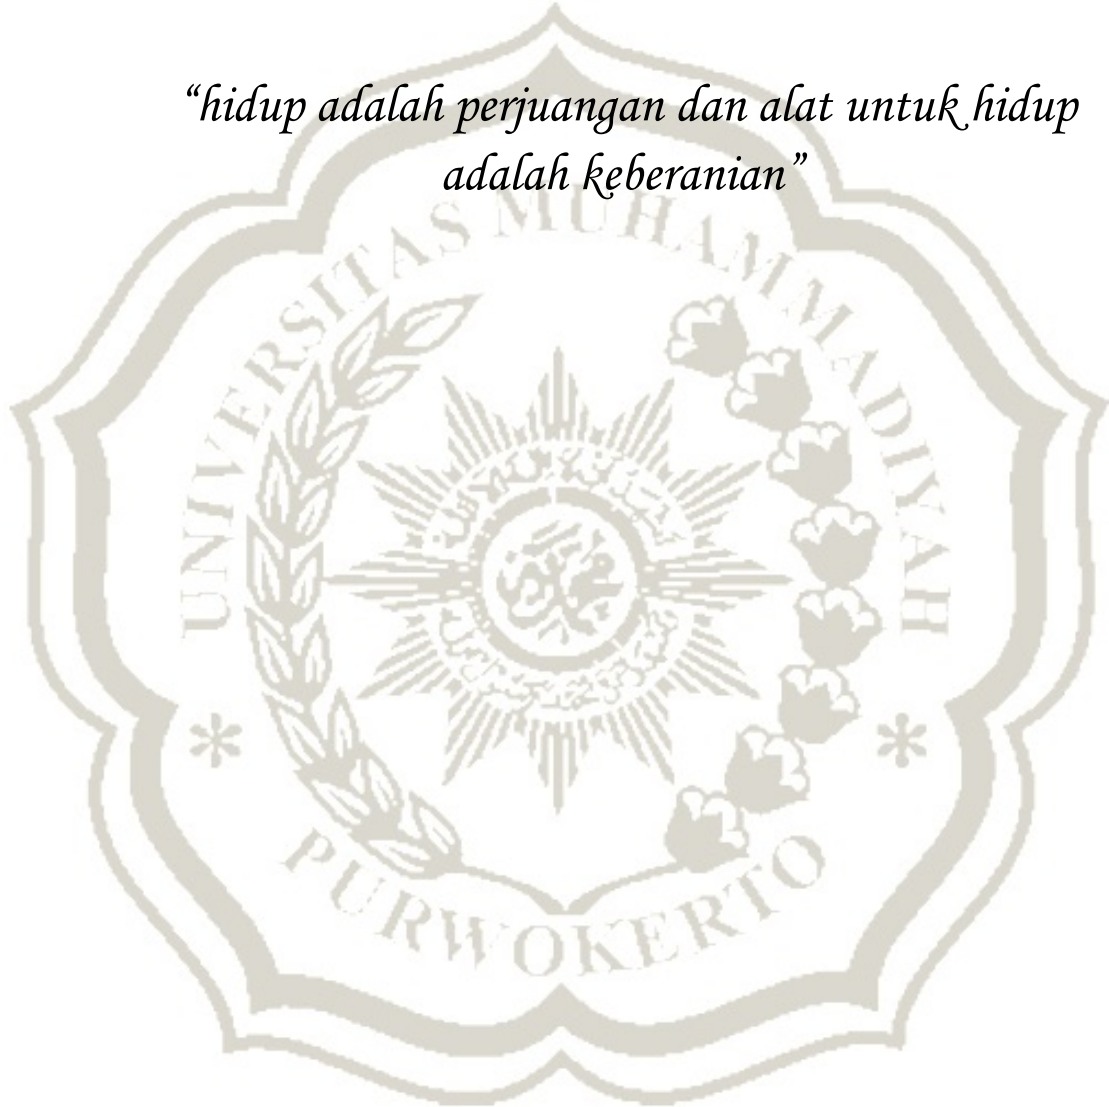 “hidup adalah perjuangan dan alat untuk hidup
adalah keberanian”
UNIVERSITAS MUHAMMADIYAH
PURWOKERTO